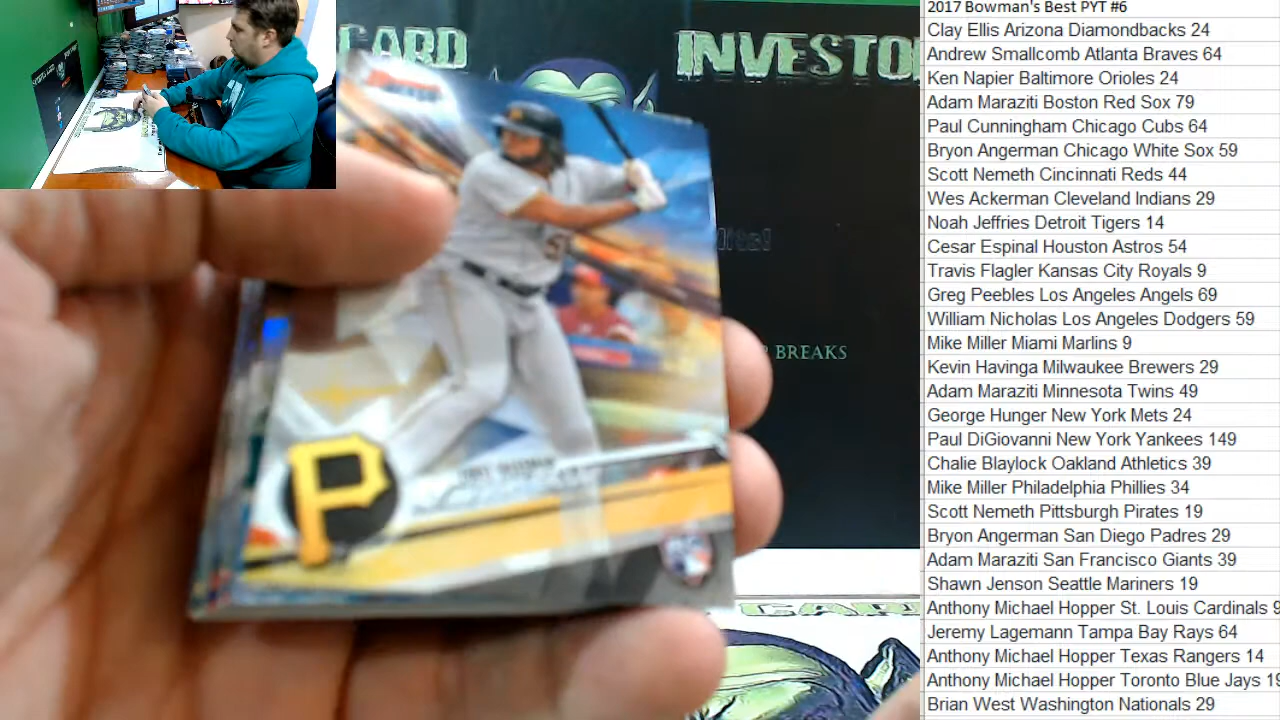 CARD INVESTO
BREAKS
P
2017 Bowman's Best PYT #6
Clay Ellis Arizona Diamondbacks 24
Andrew Smallcomb Atlanta Braves 64
Ken Napier Baltimore Orioles 24
Adam Maraziti Boston Red Sox 79
Paul Cunningham Chicago Cubs 64
Bryon Angerman Chicago White Sox 59
Scott Nemeth Cincinnati Reds 44
Wes Ackerman Cleveland Indians 29
Noah Jeffries Detroit Tigers 14
Cesar Espinal Houston Astros 54
Travis Flagler Kansas City Royals 9
Greg Peebles Los Angeles Angels 69
William Nicholas Los Angeles Dodgers 59
Mike Miller Miami Marlins 9
Kevin Havinga Milwaukee Brewers 29
Adam Maraziti Minnesota Twins 49
George Hunger New York Mets 24
Paul DiGiovanni New York Yankees 149
Chalie Blaylock Oakland Athletics 39
Mike Miller Philadelphia Phillies 34
Scott Nemeth Pittsburgh Pirates 19
Bryon Angerman San Diego Padres 29
Adam Maraziti San Francisco Giants 39
Shawn Jenson Seattle Mariners 19
Anthony Michael Hopper St. Louis Cardinals 9
Jeremy Lagemann Tampa Bay Rays 64
Anthony Michael Hopper Texas Rangers 14
Anthony Michael Hopper Toronto Blue Jays 19
Brian West Washington Nationals 29